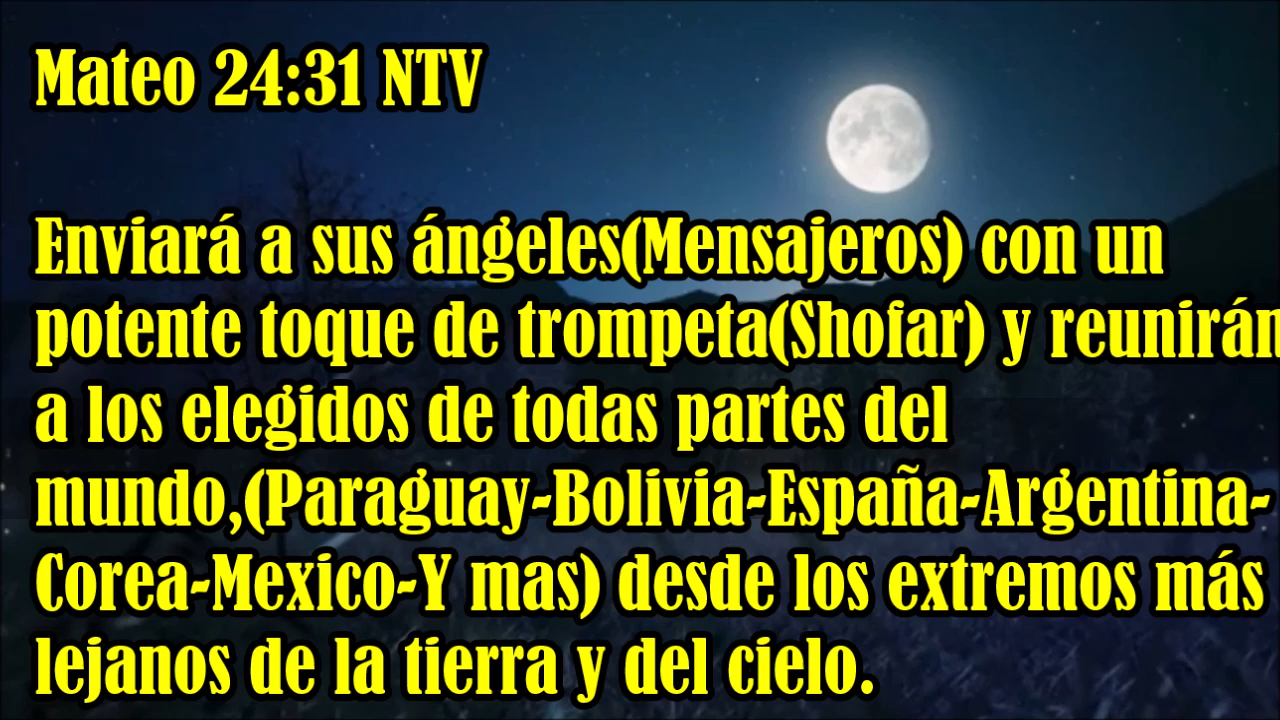 Mateo 24:31 NTV
Enviará a sus ángeles(Mensajeros) con un
potente toque de trompeta(Shofar) y reunirán
a los elegidos de todas partes del
mundo,(Paraguay-Bolivia-España-Argentina-
Corea-Mexico-Y mas) desde los extremos más
lejanos de la tierra y del cielo.